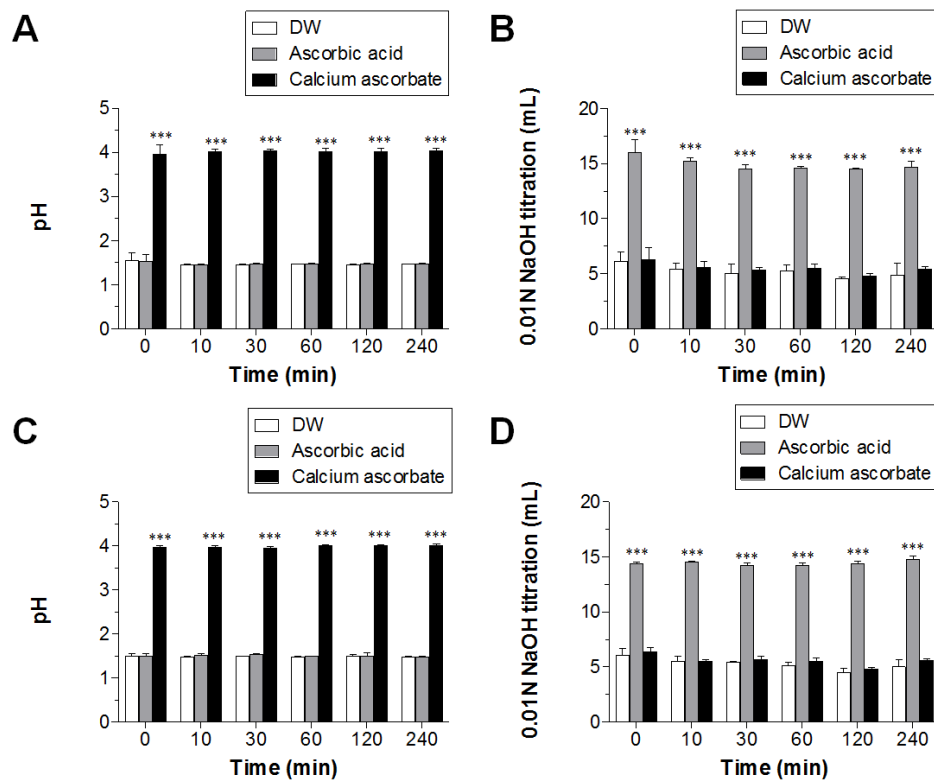 A
DW
Ascorbic acid
Calcium ascorbate
pH
5
4
3
2
1
0
*** *** *** *** *** ***
0 10 30 60 120 240
Time (min)
B
DW
Ascorbic acid
Calcium ascorbate
0.01N NaOH titration (mL)
20
15
10
5
0
*** *** *** *** *** ***
0 10 30 60 120 240
Time (min)
C
DW
Ascorbic acid
Calcium ascorbate
pH
5
4
3
2
1
0
*** *** *** *** *** ***
0 10 30 60 120 240
Time (min)
D
DW
Ascorbic acid
Calcium ascorbate
0.01N NaOH titration (mL)
20
15
10
5
0
*** *** *** *** *** ***
0 10 30 60 120 240
Time (min)